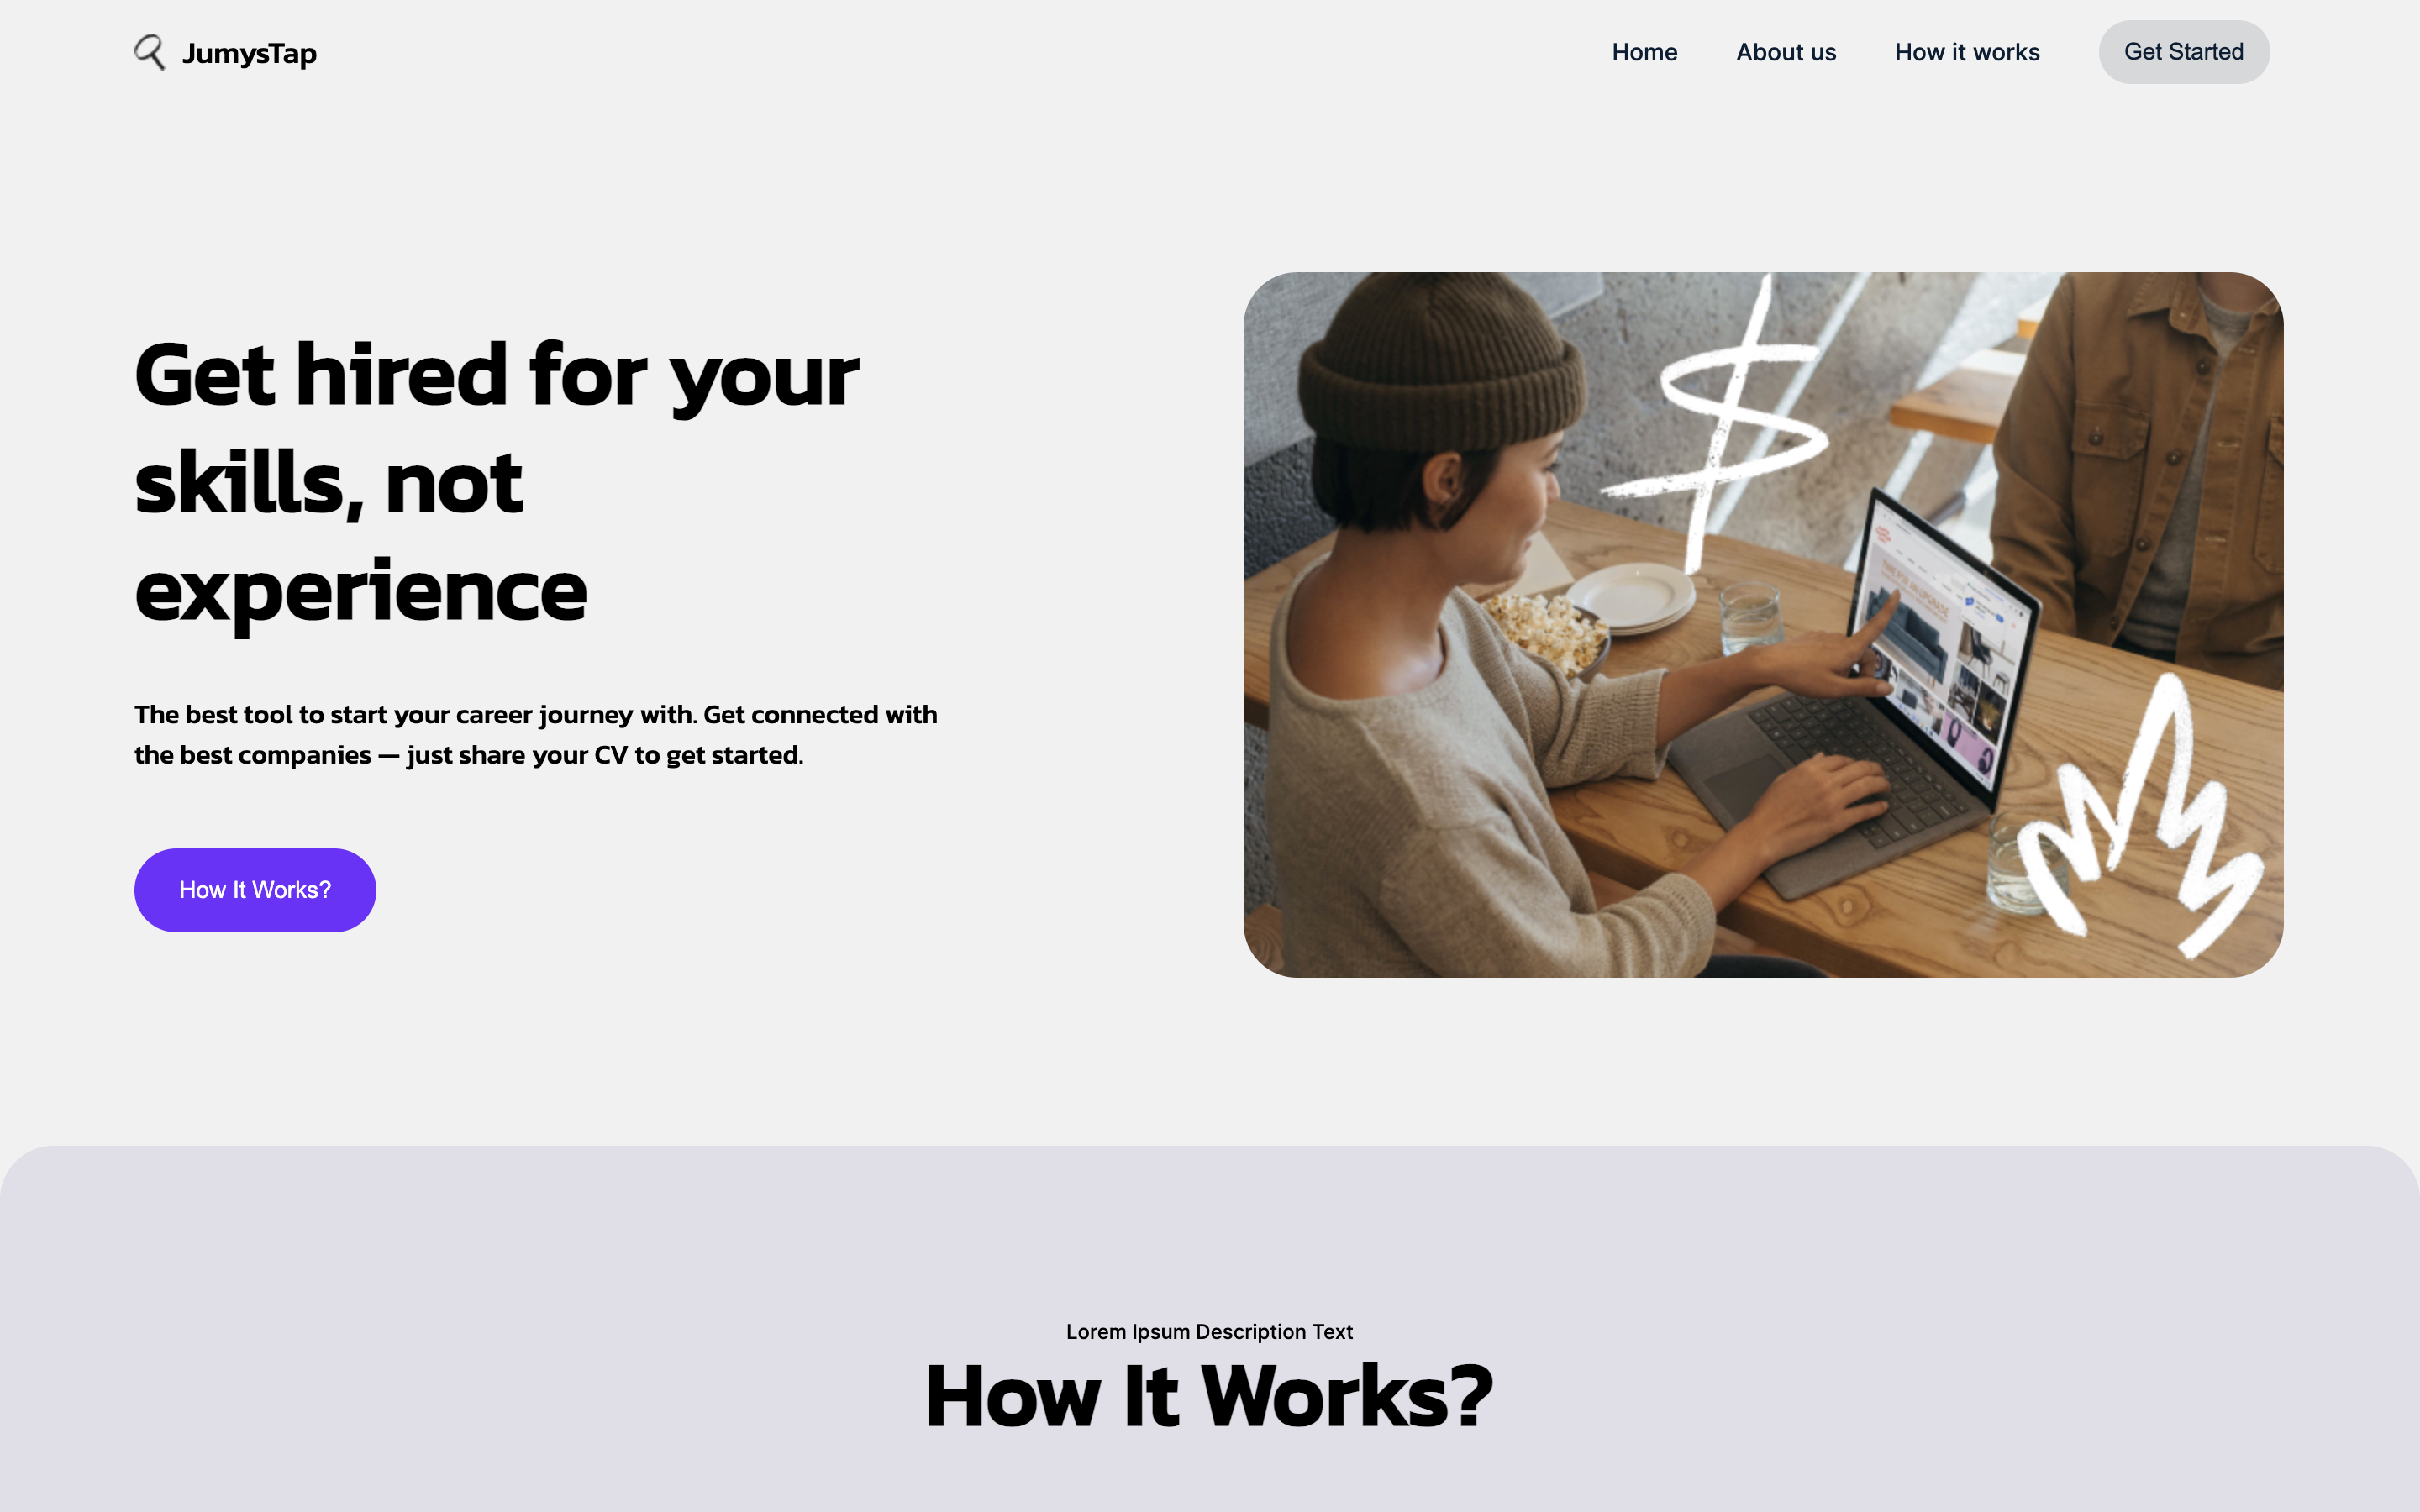 JumysTap
Home
About us
How it works
Get Started
Get hired for your
skills, not
experience
The best tool to start your career journey with. Get connected with
the best companies — just share your CV to get started.
How It Works?
$
Lorem Ipsum Description Text
How It Works?